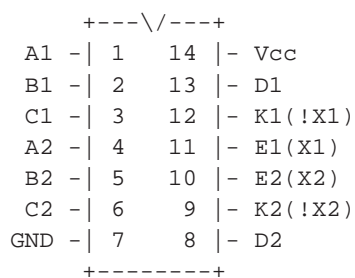 +---\/---+
A1 -| 1 14 |- Vcc
B1 -| 2 13 |- D1
C1 -| 3 12 |- K1(!X1)
A2 -| 4 11 |- E1(X1)
B2 -| 5 10 |- E2(X2)
C2 -| 6 9 |- K2(!X2)
GND -| 7 8 |- D2
+--------+